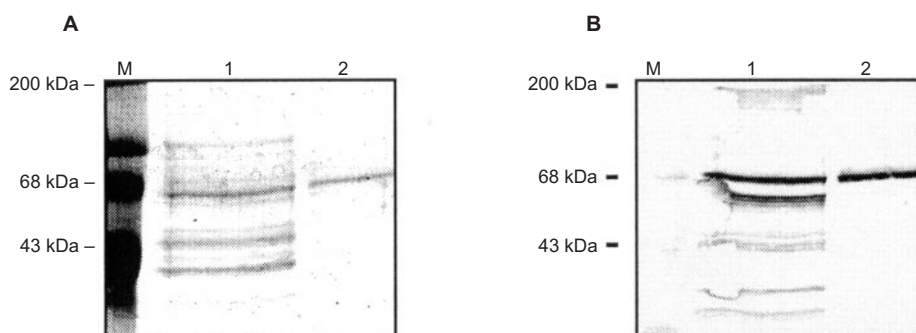 A
B
M 1 2
M 1 2
200 kDa –
68 kDa –
43 kDa –
200 kDa –
68 kDa –
43 kDa –